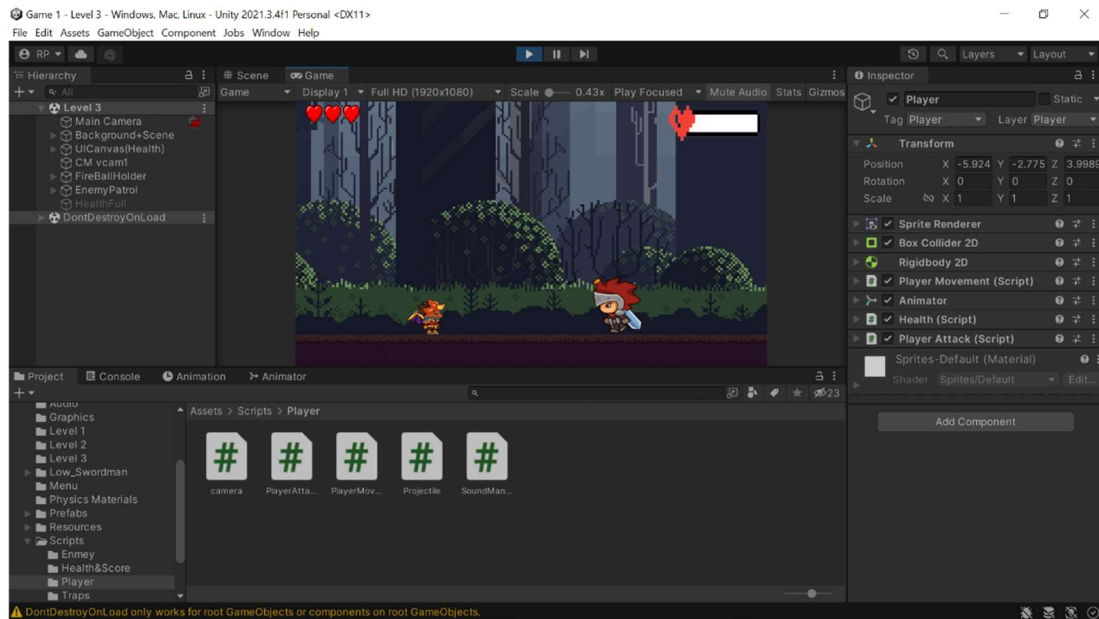 Game 1 - Level 3 - Windows, Mac, Linux - Unity 2021.3.4f1 Personal <DX11>
File Edit Assets GameObject Component Jobs Window Help
RP Layers Layout
Hierarchy
All
Level 3
Main Camera
Background+Scene
UICanvas(Health)
CM vcam1
FireBallHolder
EnemyPatrol
HealthFull
DontDestroyOnLoad
Scene Game
Game Display 1 Full HD (1920x1080) Scale 0.43x Play Focused Mute Audio Stats Gizmos
Inspector
Player Static
Tag Player Layer Player
Transform
Position X -5.924 Y -2.775 Z 3.9989
Rotation X 0 Y 0 Z 0
Scale X 1 Y 1 Z 1
Sprite Renderer
Box Collider 2D
Rigidbody 2D
Player Movement (Script)
Animator
Health (Script)
Player Attack (Script)
Sprites-Default (Material)
Shader Sprites/Default Edit...
Add Component
Project Console Animation Animator
23
Audio
Graphics
Level 1
Level 2
Level 3
Low_Swordman
Menu
Physics Materials
Prefabs
Resources
Scripts
Enmey
Health&Score
Player
Traps
Assets > Scripts > Player
# # # # #
camera PlayerAtta... PlayerMov... Projectile SoundMan...
DontDestroyOnLoad only works for root GameObjects or components on root GameObjects.